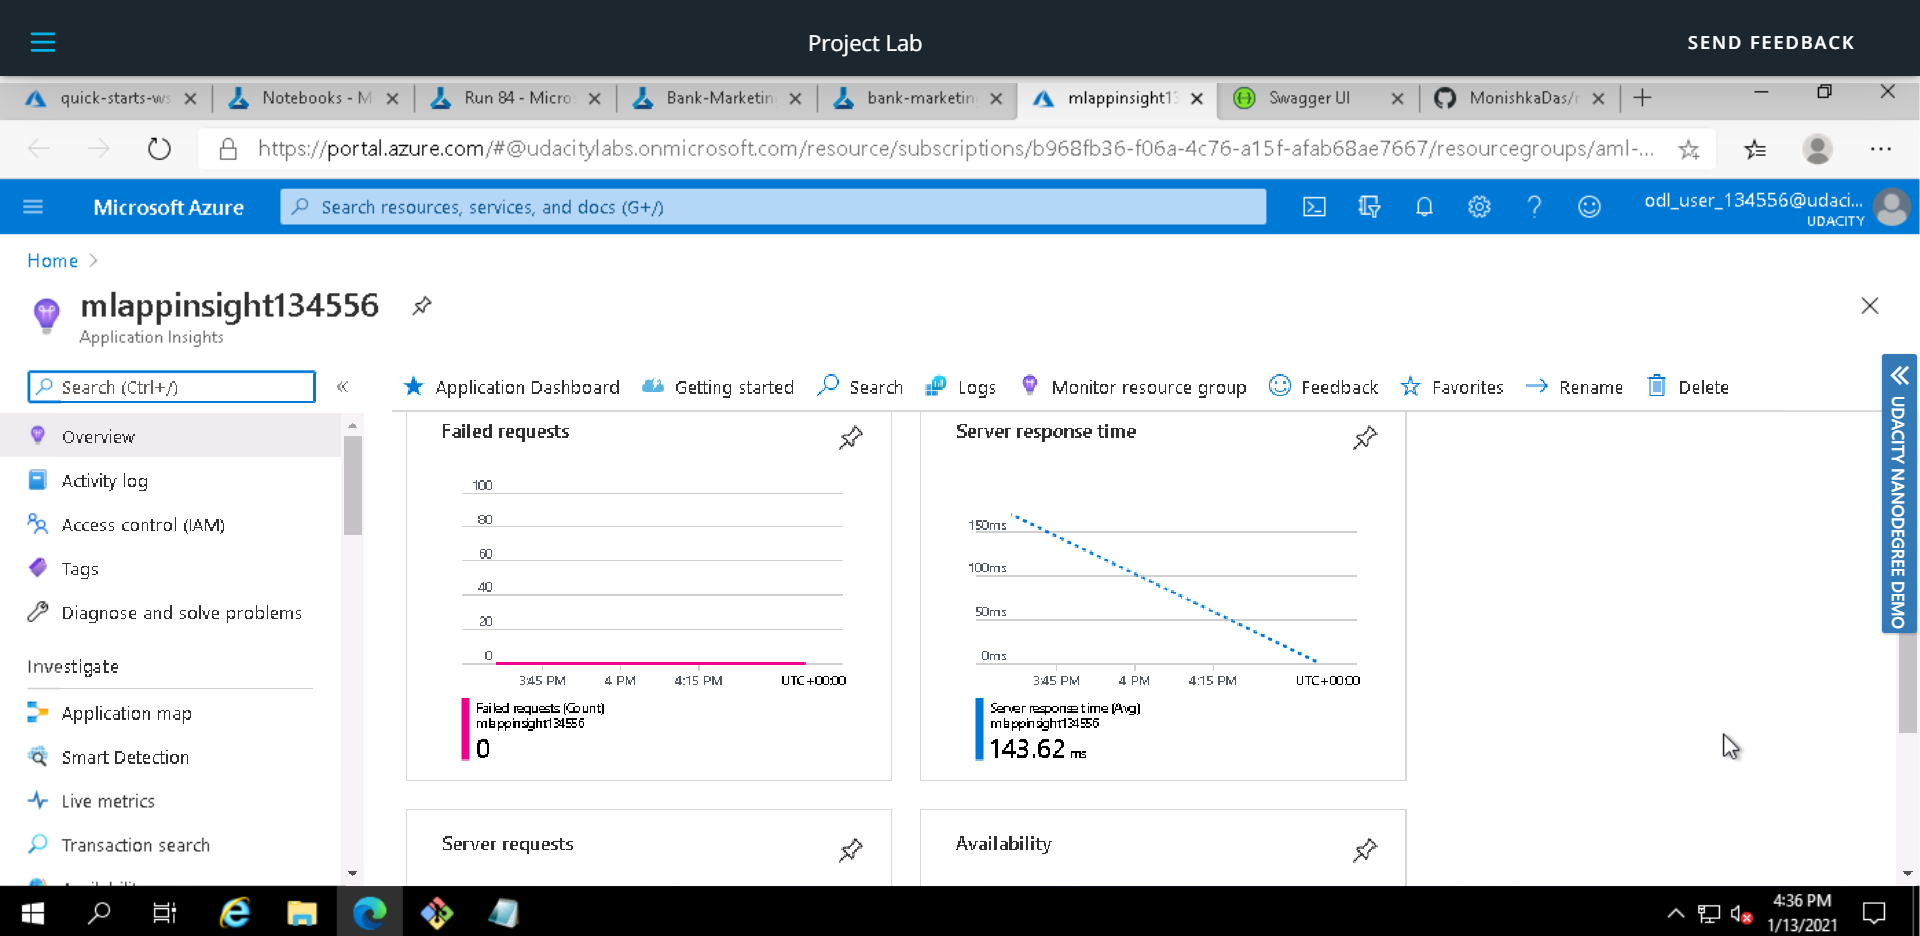 Project Lab
SEND FEEDBACK
quick-starts-ws
Notebooks - M
Run 84 - Micro
Bank-Marketin
bank-marketin
mlappinsight13
Swagger UI
MonishkaDas/r
https://portal.azure.com/#@udacitylabs.onmicrosoft.com/resource/subscriptions/b968fb36-f06a-4c76-a15f-afab68ae7667/resourcegroups/aml-...
Microsoft Azure
Search resources, services, and docs (G+/)
odl_user_134556@udaci...
UDACITY
Home
mlappinsight134556
Application Insights
Search (Ctrl+/)
Application Dashboard
Getting started
Search
Logs
Monitor resource group
Feedback
Favorites
Rename
Delete
Overview
Activity log
Access control (IAM)
Tags
Diagnose and solve problems
Investigate
Application map
Smart Detection
Live metrics
Transaction search
Failed requests
100
80
60
40
20
0
3:45 PM
4 PM
4:15 PM
UTC+00:00
Failed requests (Count)
mlappinsight134556
0
Server response time
150ms
100ms
50ms
0ms
3:45 PM
4 PM
4:15 PM
UTC+00:00
Server response time (Avg)
mlappinsight134556
143.62 ms
Server requests
Availability
UDACITY NANODEGREE DEMO
4:36 PM
1/13/2021